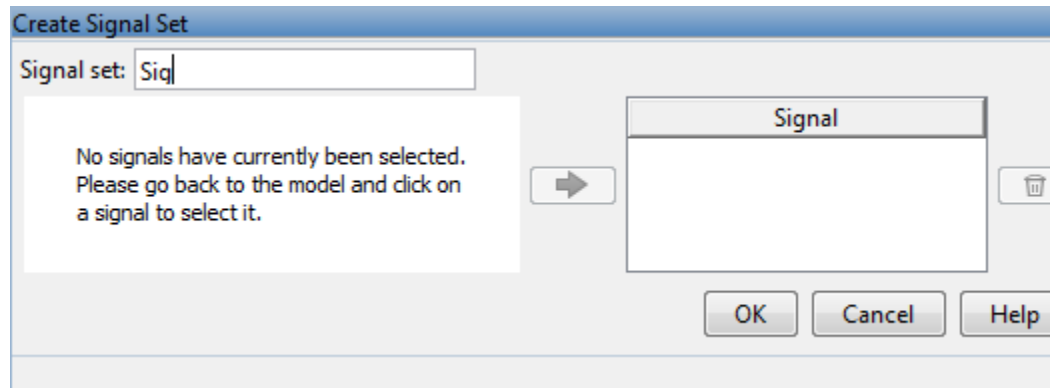 Create Signal Set
Signal set: Sig
Signal
No signals have currently been selected.
Please go back to the model and click on
a signal to select it.
OK Cancel Help